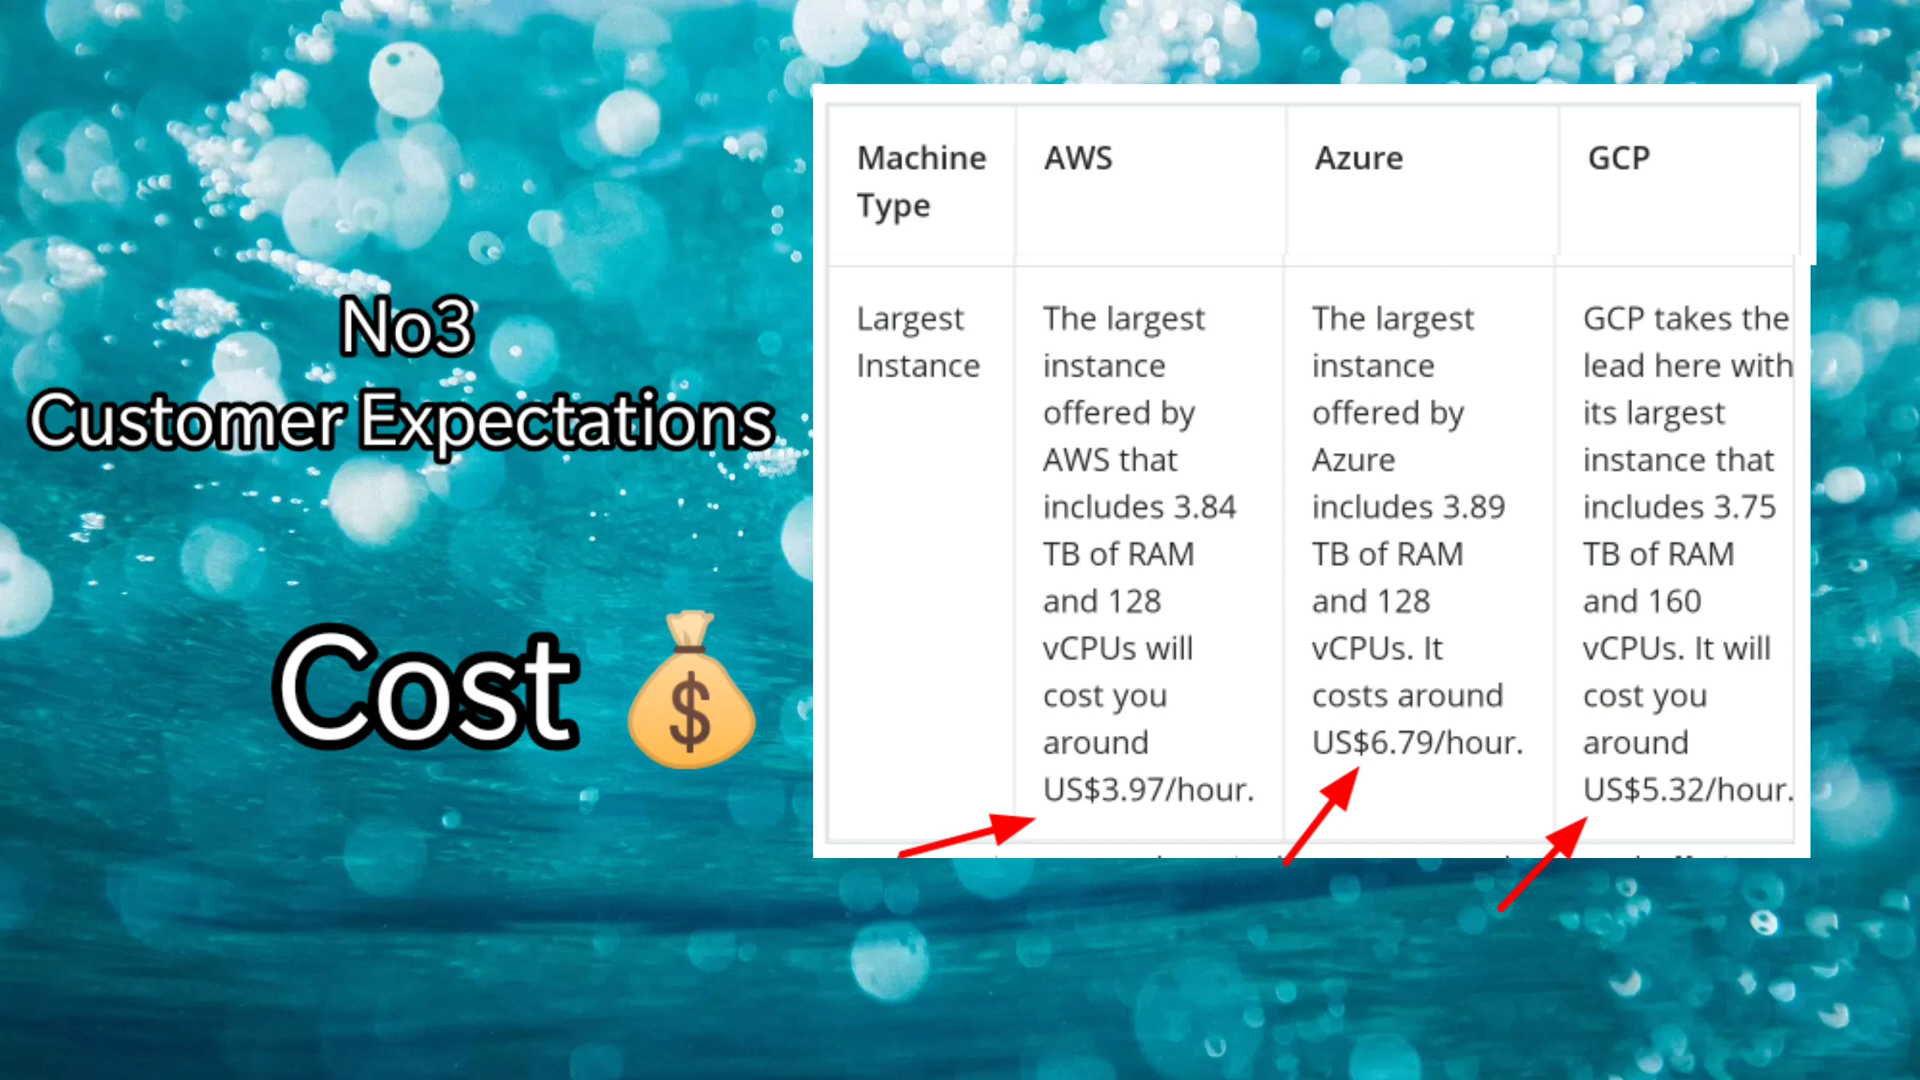 No3
Customer Expectations
Cost
Machine Type
AWS
Azure
GCP
Largest
Instance
The largest
instance
offered by
AWS that
includes 3.84
TB of RAM
and 128
vCPUs will
cost you
around
US$3.97/hour.
The largest
instance
offered by
Azure
includes 3.89
TB of RAM
and 128
vCPUs. It
costs around
US$6.79/hour.
GCP takes the
lead here with
its largest
instance that
includes 3.75
TB of RAM
and 160
vCPUs. It will
cost you
around
US$5.32/hour.